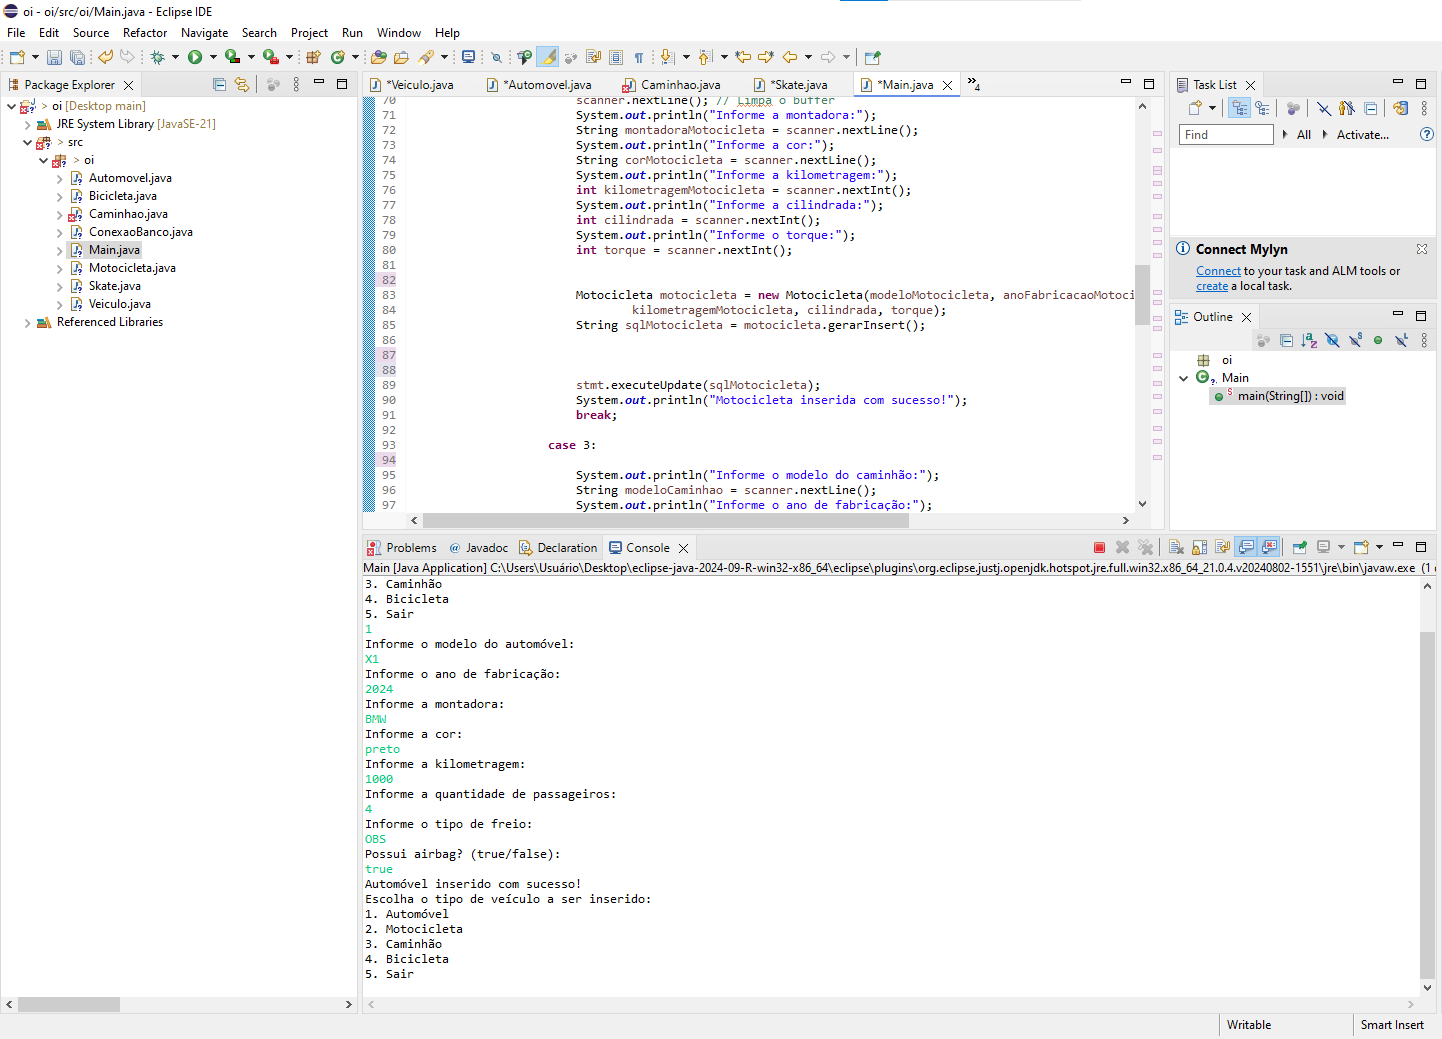 oi - oi/src/oi/Main.java - Eclipse IDE
File Edit Source Refactor Navigate Search Project Run Window Help
Package Explorer
oi [Desktop main]
JRE System Library [JavaSE-21]
src
oi
Automovel.java
Bicicleta.java
Caminhao.java
ConexaoBanco.java
Main.java
Motocicleta.java
Skate.java
Veiculo.java
Referenced Libraries
*Veiculo.java *Automovel.java Caminhao.java *Skate.java *Main.java »4
70 scanner.nextLine(); // Limpa o buffer
71 System.out.println("Informe a montadora:");
72 String montadoraMotocicleta = scanner.nextLine();
73 System.out.println("Informe a cor:");
74 String corMotocicleta = scanner.nextLine();
75 System.out.println("Informe a kilometragem:");
76 int kilometragemMotocicleta = scanner.nextInt();
77 System.out.println("Informe a cilindrada:");
78 int cilindrada = scanner.nextInt();
79 System.out.println("Informe o torque:");
80 int torque = scanner.nextInt();
81
82
83 Motocicleta motocicleta = new Motocicleta(modeloMotocicleta, anoFabricacaoMotoci
84 kilometragemMotocicleta, cilindrada, torque);
85 String sqlMotocicleta = motocicleta.gerarInsert();
86
87
88
89 stmt.executeUpdate(sqlMotocicleta);
90 System.out.println("Motocicleta inserida com sucesso!");
91 break;
92
93 case 3:
94
95 System.out.println("Informe o modelo do caminhão:");
96 String modeloCaminhao = scanner.nextLine();
97 System.out.println("Informe o ano de fabricação:");
Task List
Find All Activate...
Connect Mylyn
Connect to your task and ALM tools or
create a local task.
Outline
oi
Main
main(String[]) : void
Problems Javadoc Declaration Console
Main [Java Application] C:\Users\Usuário\Desktop\eclipse-java-2024-09-R-win32-x86_64\eclipse\plugins\org.eclipse.justj.openjdk.hotspot.jre.full.win32.x86_64_21.0.4.v20240802-1551\jre\bin\javaw.exe (1
3. Caminhão
4. Bicicleta
5. Sair
1
Informe o modelo do automóvel:
X1
Informe o ano de fabricação:
2024
Informe a montadora:
BMW
Informe a cor:
preto
Informe a kilometragem:
1000
Informe a quantidade de passageiros:
4
Informe o tipo de freio:
OBS
Possui airbag? (true/false):
true
Automóvel inserido com sucesso!
Escolha o tipo de veículo a ser inserido:
1. Automóvel
2. Motocicleta
3. Caminhão
4. Bicicleta
5. Sair
Writable Smart Insert